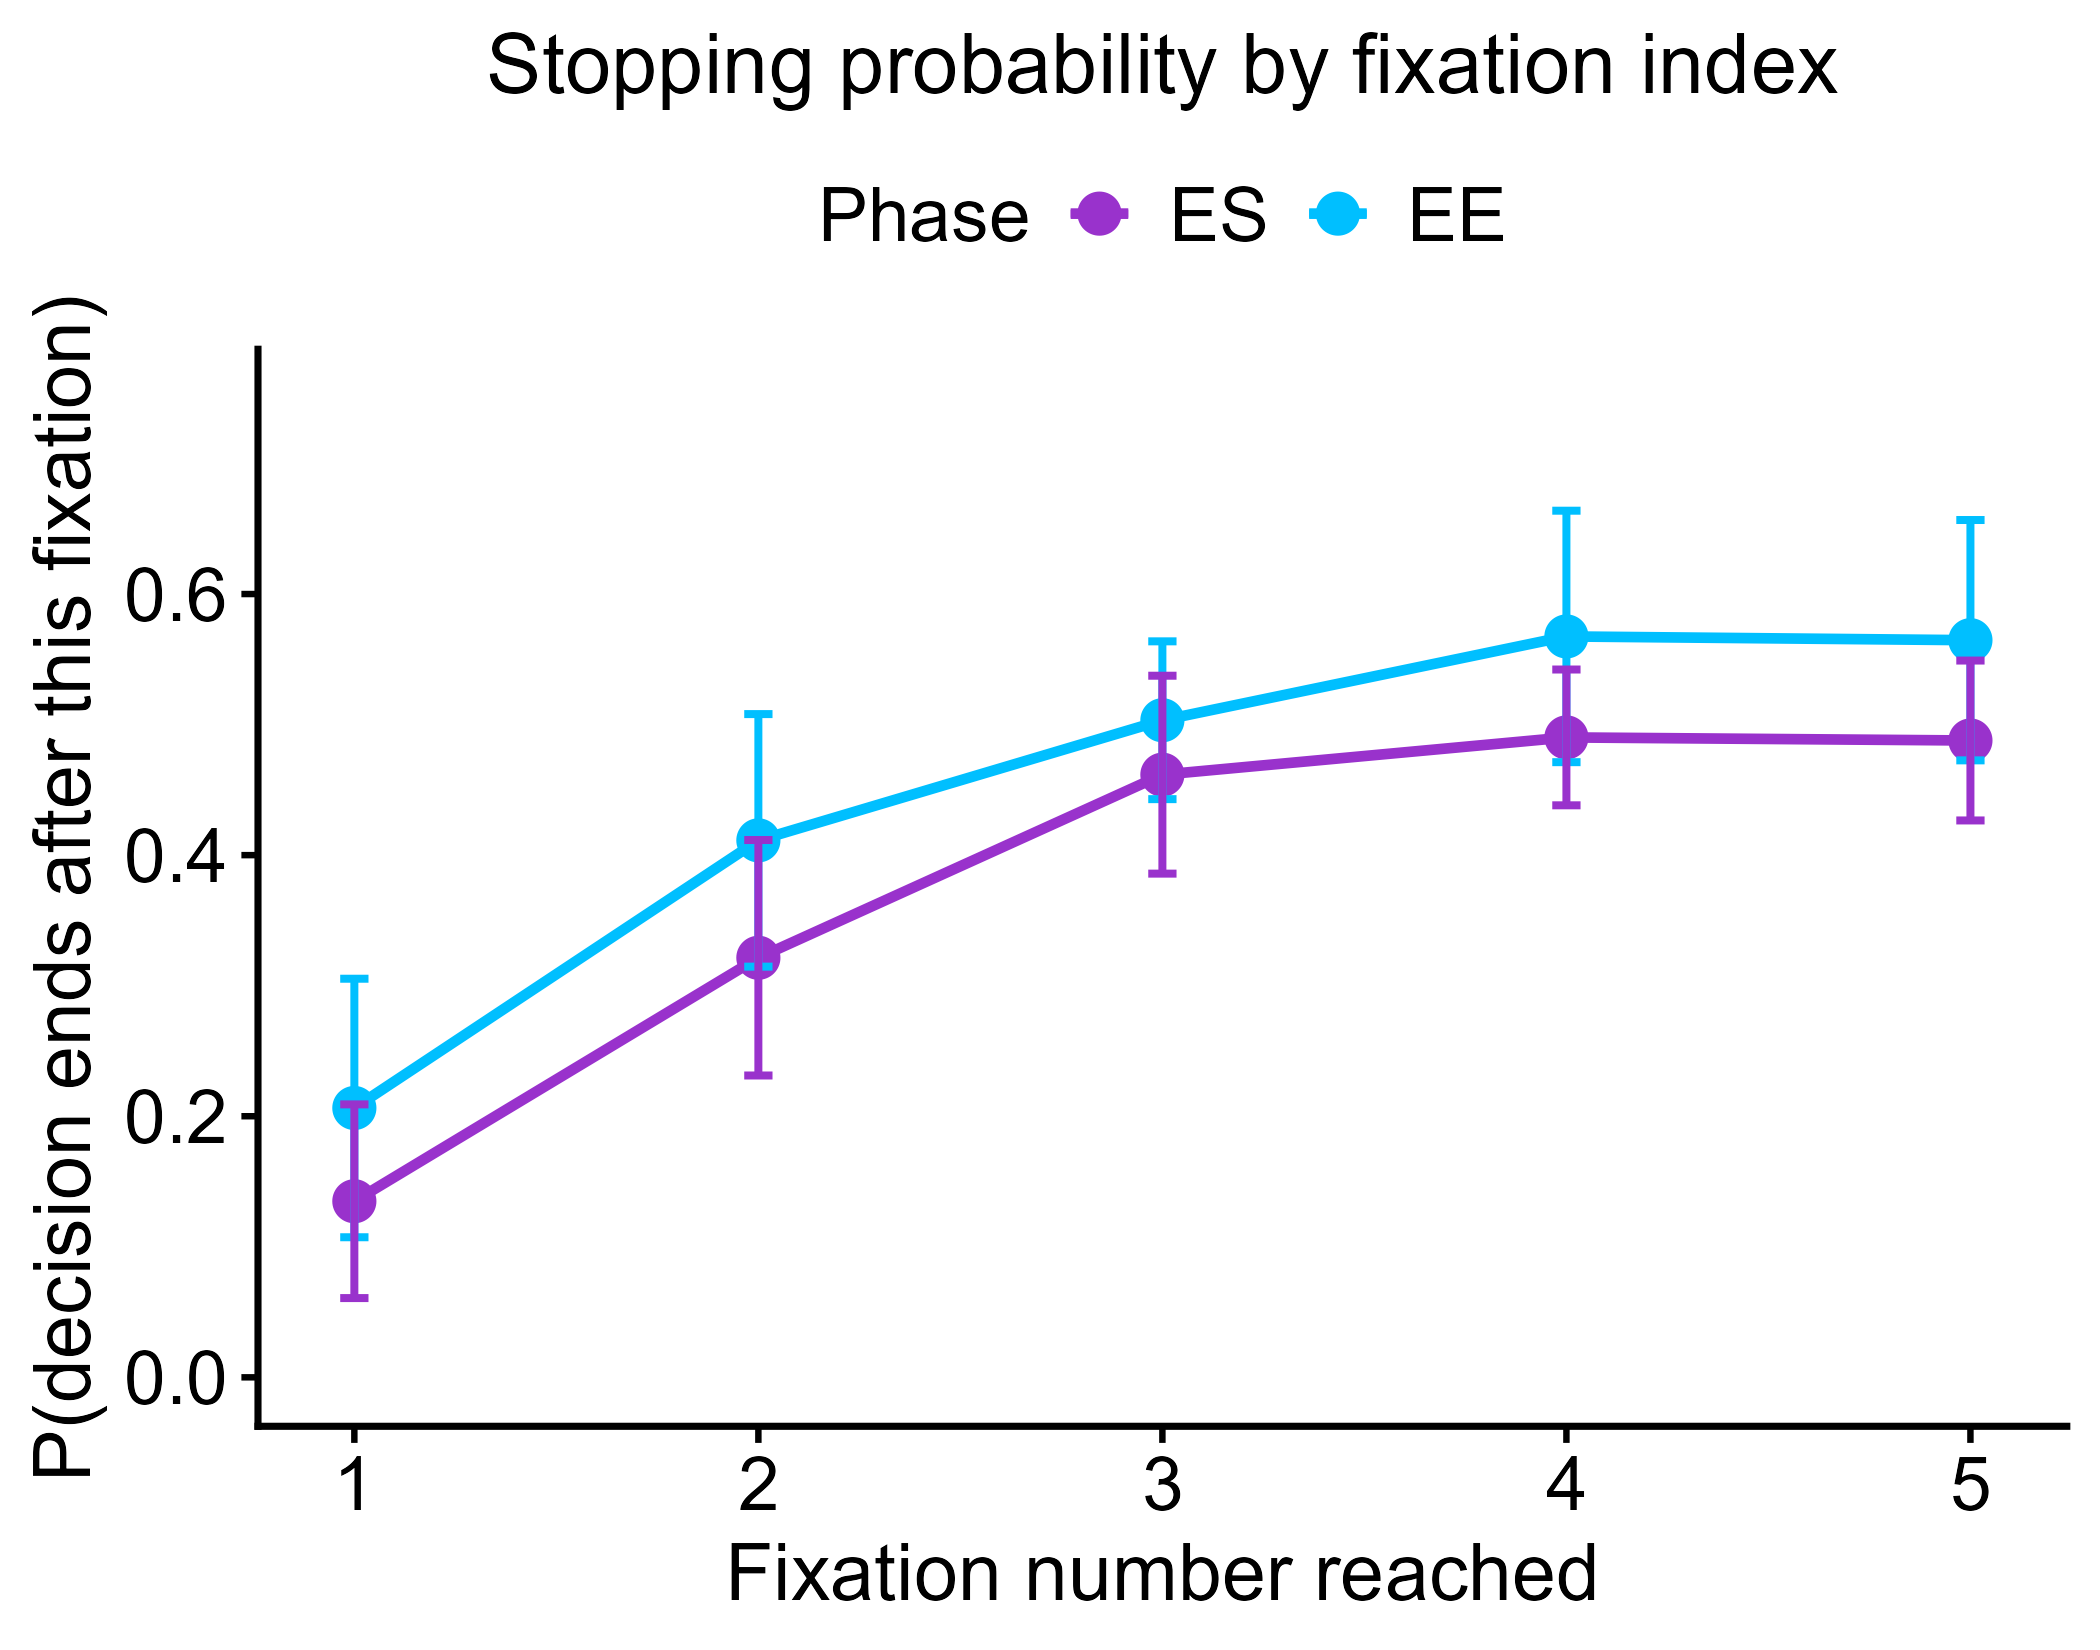 Stopping probability by fixation index
Phase ES EE
P(decision ends after this fixation)
0.6
0.4
0.2
0.0
1 2 3 4 5
Fixation number reached